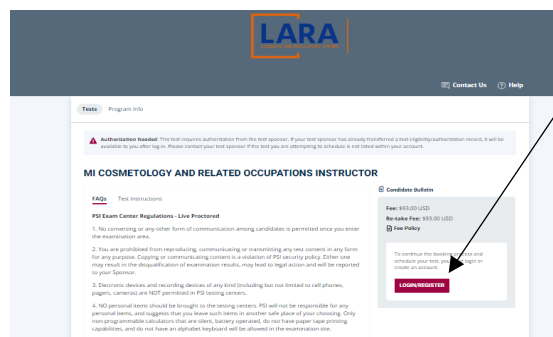 LARA
Contact Us Help
Tests Program Info
Authorization Needed: This test requires authorization from the test sponsor. If your test sponsor has already transferred a test eligibility/authorization record, it will be
available to you after log in. Please contact your test sponsor if the test you are attempting to schedule is not listed within your account.
MI COSMETOLOGY AND RELATED OCCUPATIONS INSTRUCTOR
Candidate Bulletin
FAQs Test Instructions
Fee: $93.00 USD
Re-take Fee: $93.00 USD
Fee Policy
PSI Exam Center Regulations - Live Proctored
1. No conversing or any other form of communication among candidates is permitted once you enter
the examination area.
2. You are prohibited from reproducing, communicating or transmitting any test content in any form
for any purpose. Copying or communicating content is a violation of PSI security policy. Either one
may result in the disqualification of examination results, may lead to legal action and will be reported
to your Sponsor.
3. Electronic devices and recording devices of any kind (including but not limited to cell phones,
pagers, cameras) are NOT permitted in PSI testing centers.
4. NO personal items should be brought to the testing centers. PSI will not be responsible for any
personal items, and suggests that you leave such items in another safe place of your choosing. Only
non-programmable calculators that are silent, battery operated, do not have paper tape printing
capabilities, and do not have an alphabet keyboard will be allowed in the examination site.
To continue the booking process and
schedule your test, you login or
create an account.
LOGIN/REGISTER